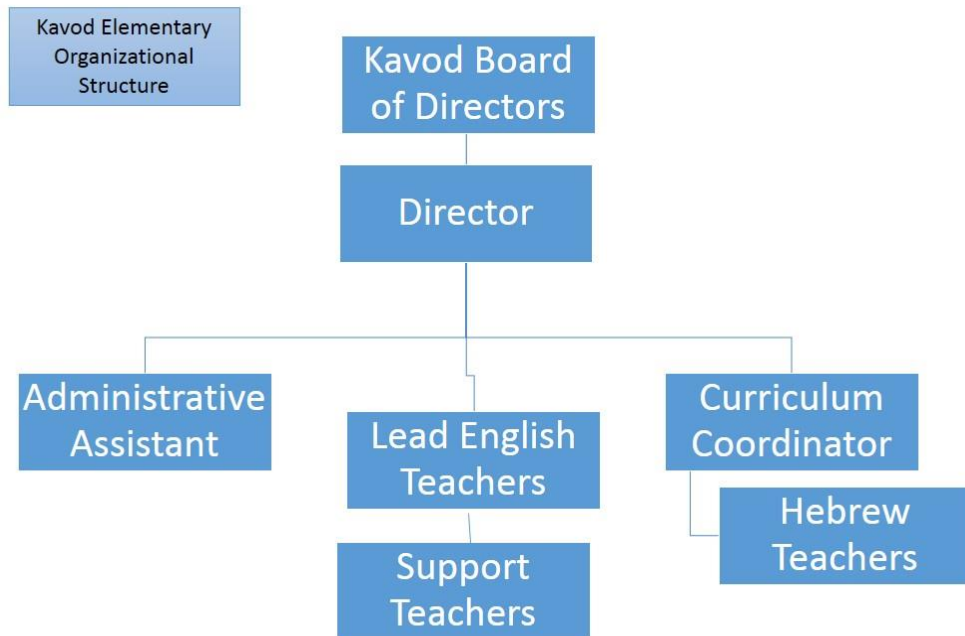 Kavod Elementary
Organizational
Structure
Kavod Board
of Directors
Director
Administrative
Assistant
Lead English
Teachers
Curriculum
Coordinator
Support
Teachers
Hebrew
Teachers